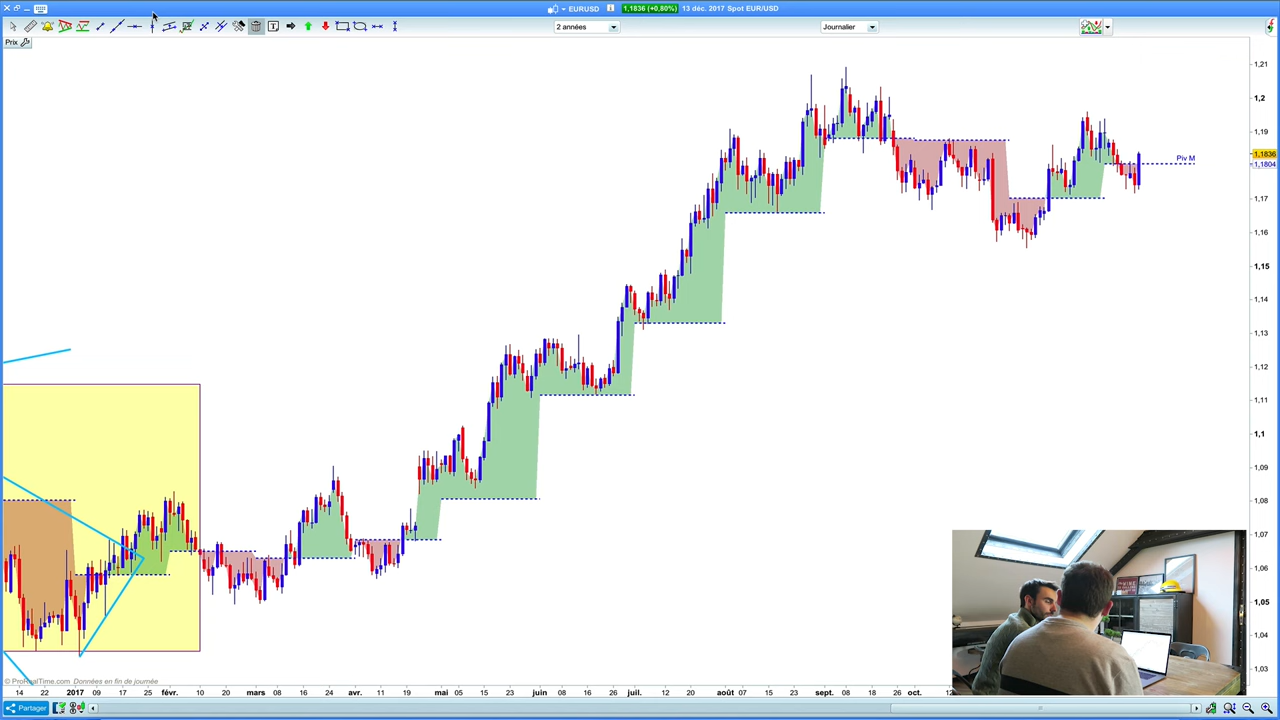 EURUSD 1,1836 (+0,80%) 13 déc. 2017 Spot EUR/USD
2 années
Journalier
Prix
1,21
1,2
1,19
Piv M
1,1836
1,1804
1,17
1,16
1,15
1,14
1,13
1,12
1,11
1,1
1,09
1,08
1,07
1,06
1,05
1,04
1,03
© ProRealTime.com Données en fin de journée
14 22 2017 09 17 25 févr. 10 20 mars 08 16 avr. 11 19 mai 05 15 23 juin 08 16 26 juil. 12 20 août 07 15 23 sept. 08 18 26 oct.
Partager